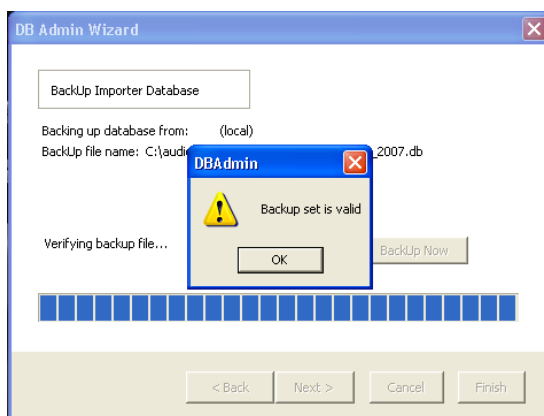 DB Admin Wizard
BackUp Importer Database
Backing up database from: (local)
BackUp file name: C:\audi _2007.db
DBAdmin
Backup set is valid
Verifying backup file...
BackUp Now
OK
< Back Next > Cancel Finish